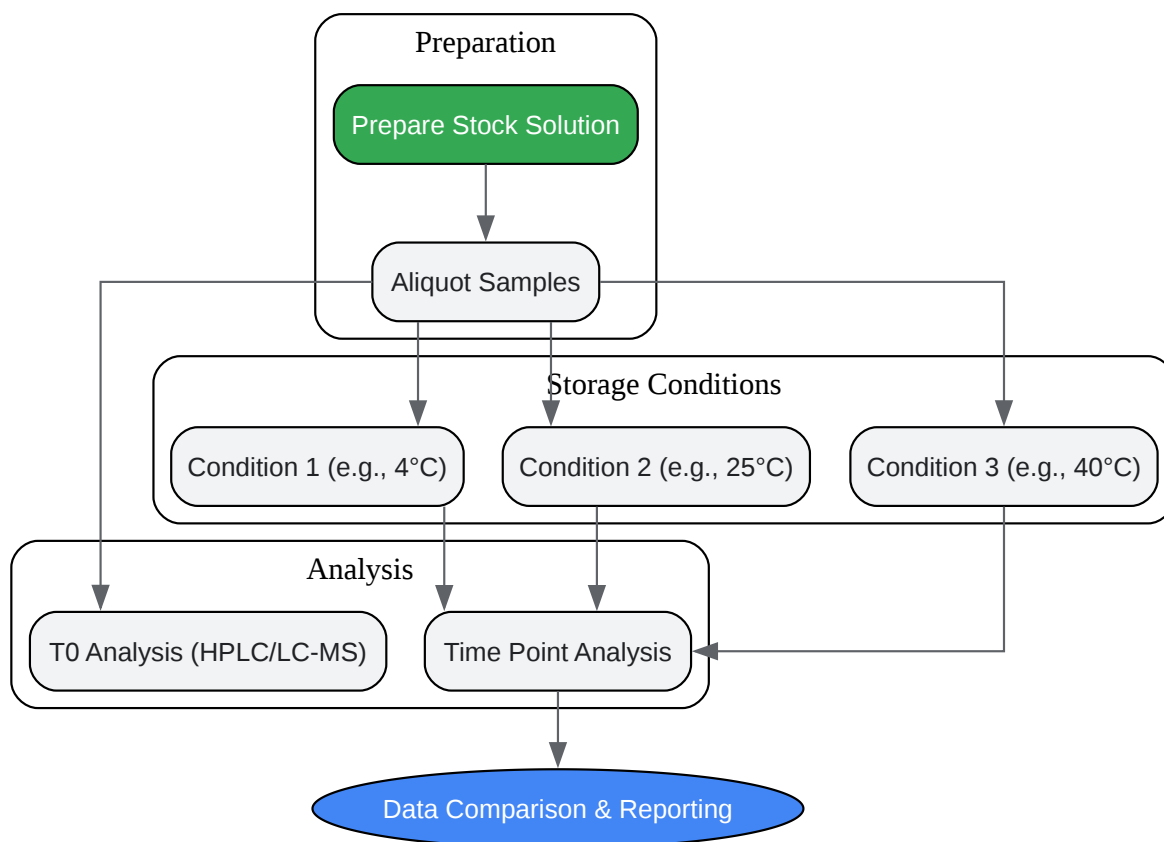 Preparation
Prepare Stock Solution
Aliquot Samples
Storage Conditions
Condition 1 (e.g., 4°C)
Condition 2 (e.g., 25°C)
Condition 3 (e.g., 40°C)
Analysis
T0 Analysis (HPLC/LC-MS)
Time Point Analysis
Data Comparison & Reporting